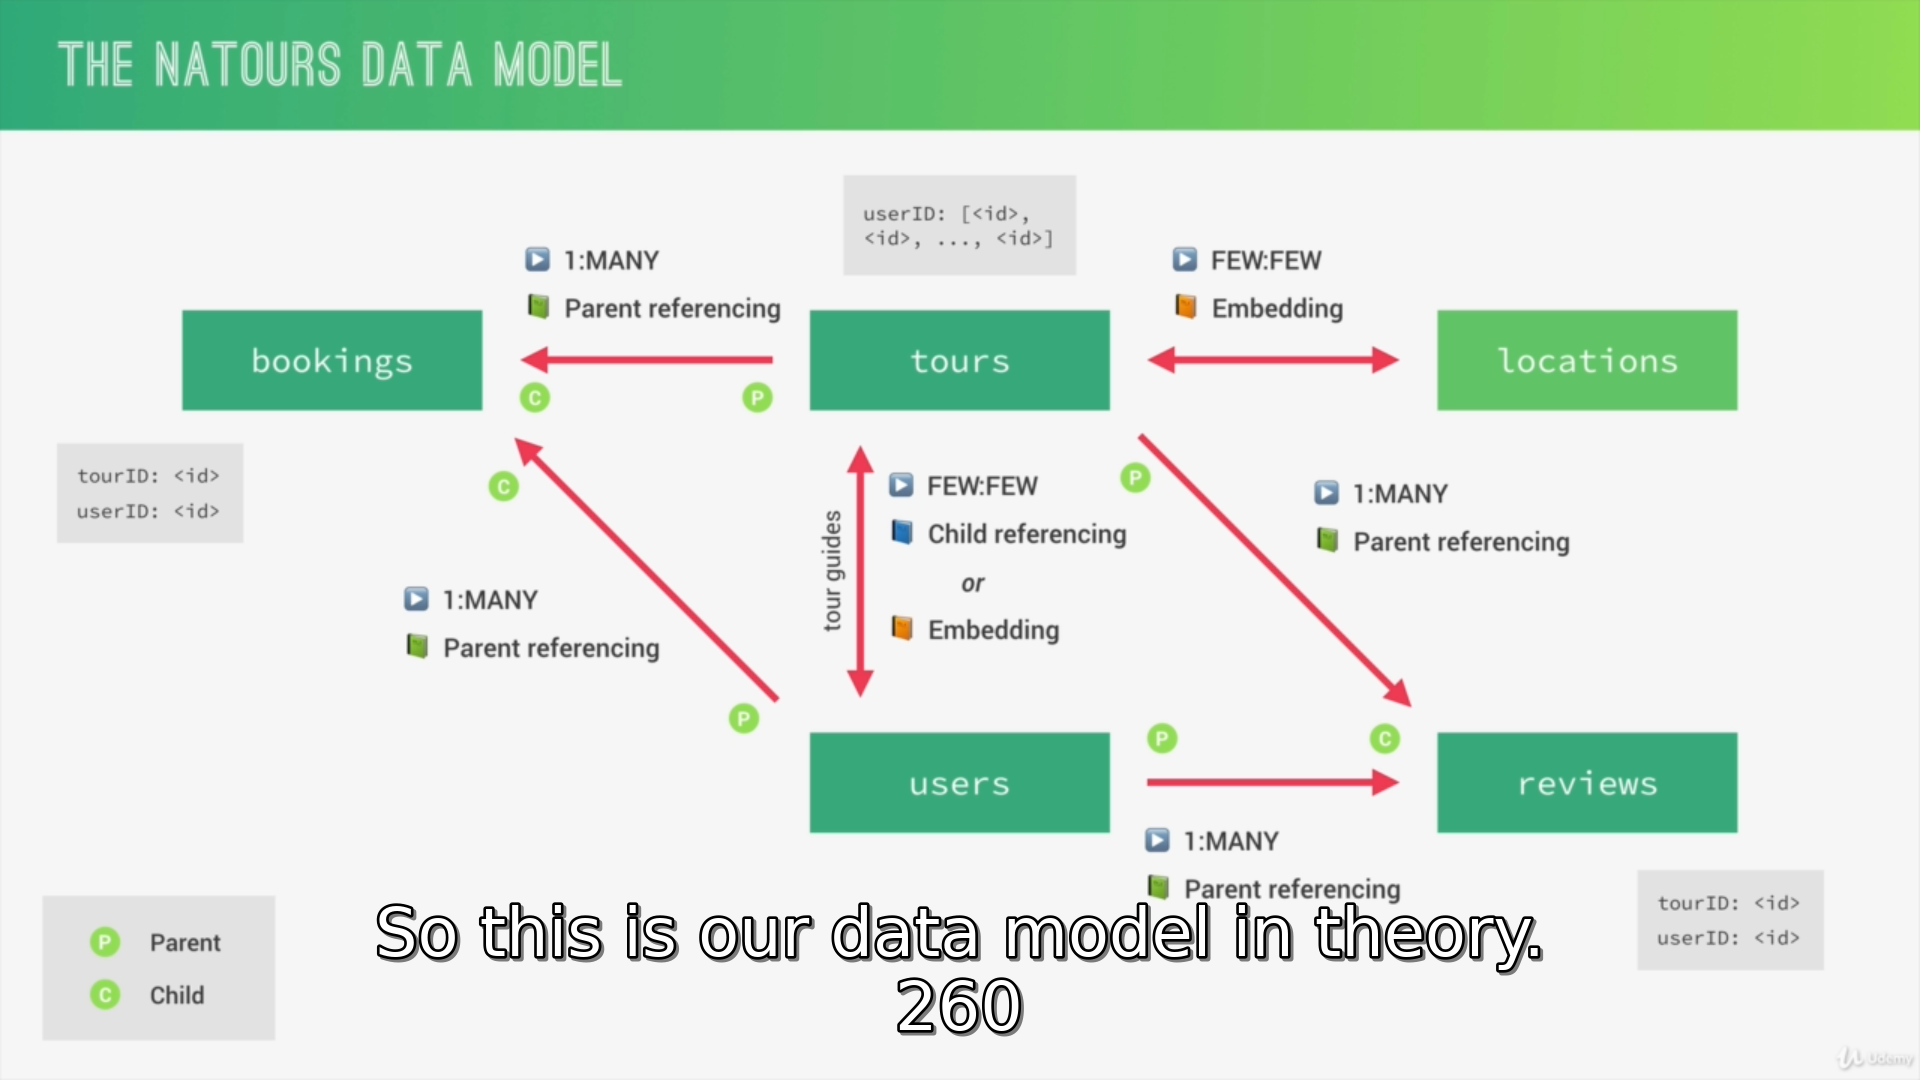 THE NATOURS DATA MODEL
userID: [<id>,
<id>, ..., <id>]
1:MANY
Parent referencing
FEW:FEW
Embedding
bookings
tours
locations
C
P
tourID: <id>
userID: <id>
C
tour guides
FEW:FEW
Child referencing
or
Embedding
P
1:MANY
Parent referencing
1:MANY
Parent referencing
P
P
C
users
reviews
1:MANY
Parent referencing
tourID: <id>
userID: <id>
P Parent
C Child
So this is our data model in theory.
260
Udemy